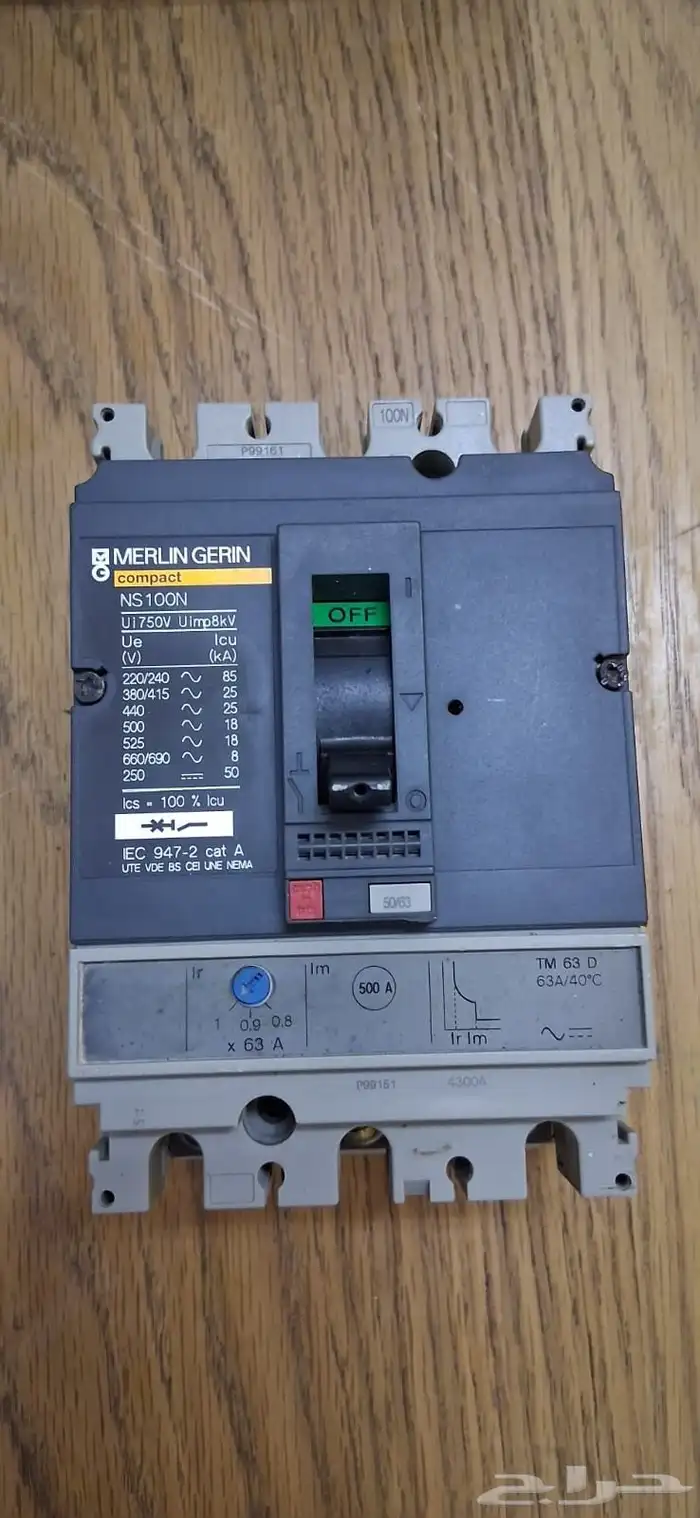 100N
P99161
MERLIN GERIN
compact
NS100N
Ui750V Uimp8kV
Ue Icu
(V) (kA)
220/240 85
380/415 25
440 25
500 18
525 18
660/690 8
250 50
Ics = 100 % Icu
IEC 947-2 cat A
UTE VDE BS CEI UNE NEMA
I
OFF
O
50/63
Ir
1 0.9 0.8
x 63 A
Im
500 A
Ir Im
TM 63 D
63A/40°C
P99161 4300A
حراج